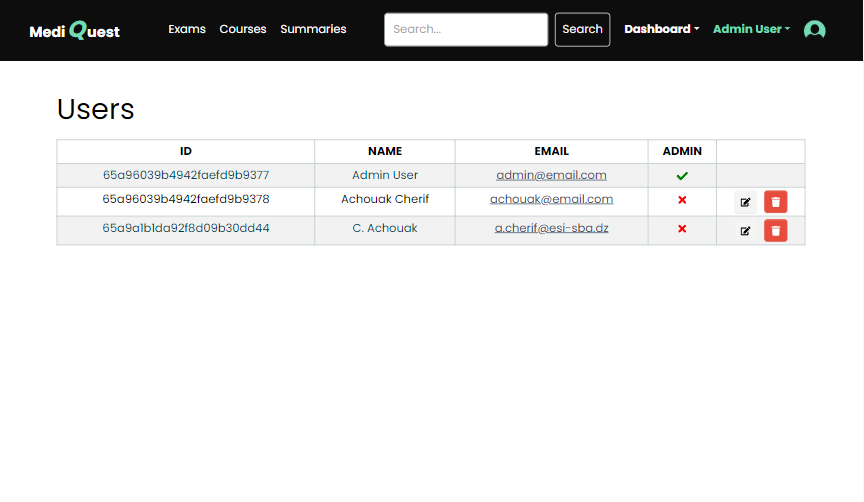 Medi Quest Exams Courses Summaries Search... Search Dashboard Admin User
Users
ID NAME EMAIL ADMIN
65a96039b4942faefd9b9377 Admin User admin@email.com
65a96039b4942faefd9b9378 Achouak Cherif achouak@email.com
65a9a1b1da92f8d09b30dd44 C. Achouak a.cherif@esi-sba.dz